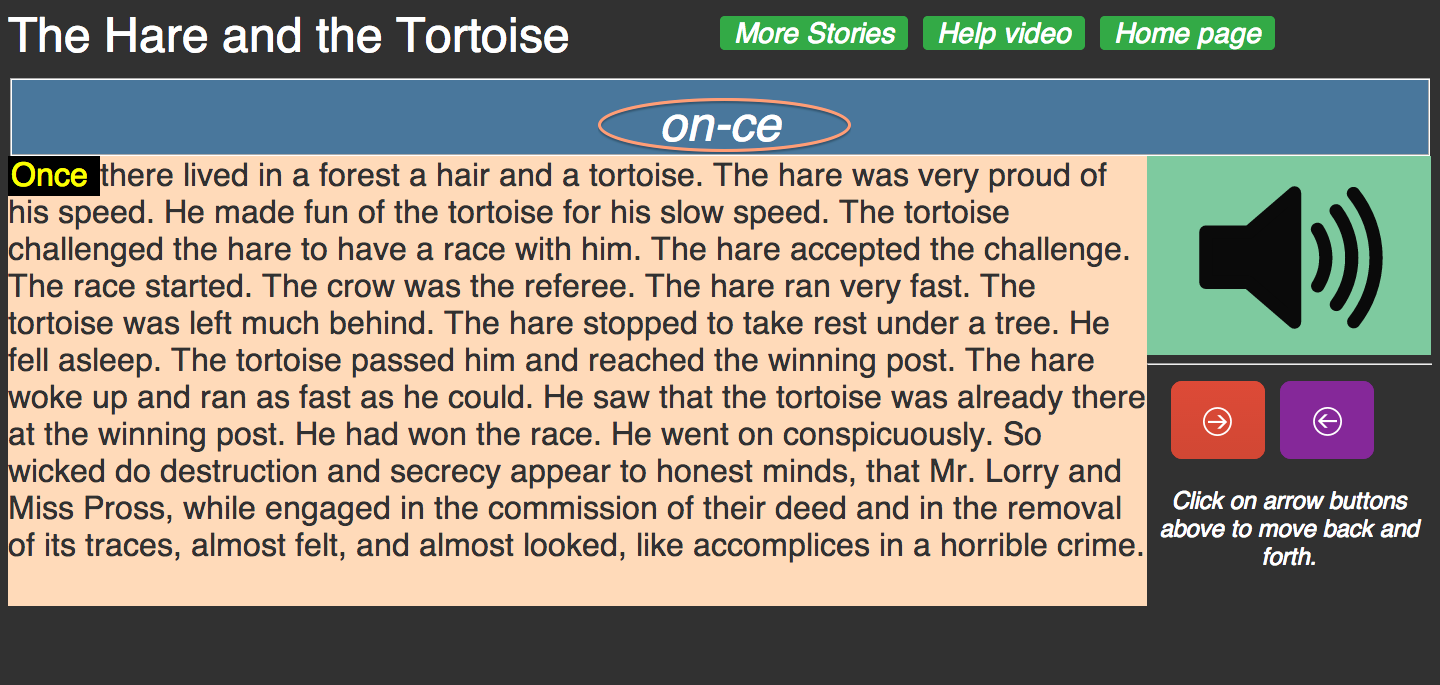 The Hare and the Tortoise
More Stories
Help video
Home page
on-ce
Once there lived in a forest a hair and a tortoise. The hare was very proud of
his speed. He made fun of the tortoise for his slow speed. The tortoise
challenged the hare to have a race with him. The hare accepted the challenge.
The race started. The crow was the referee. The hare ran very fast. The
tortoise was left much behind. The hare stopped to take rest under a tree. He
fell asleep. The tortoise passed him and reached the winning post. The hare
woke up and ran as fast as he could. He saw that the tortoise was already there
at the winning post. He had won the race. He went on conspicuously. So
wicked do destruction and secrecy appear to honest minds, that Mr. Lorry and
Miss Pross, while engaged in the commission of their deed and in the removal
of its traces, almost felt, and almost looked, like accomplices in a horrible crime.
Click on arrow buttons
above to move back and
forth.